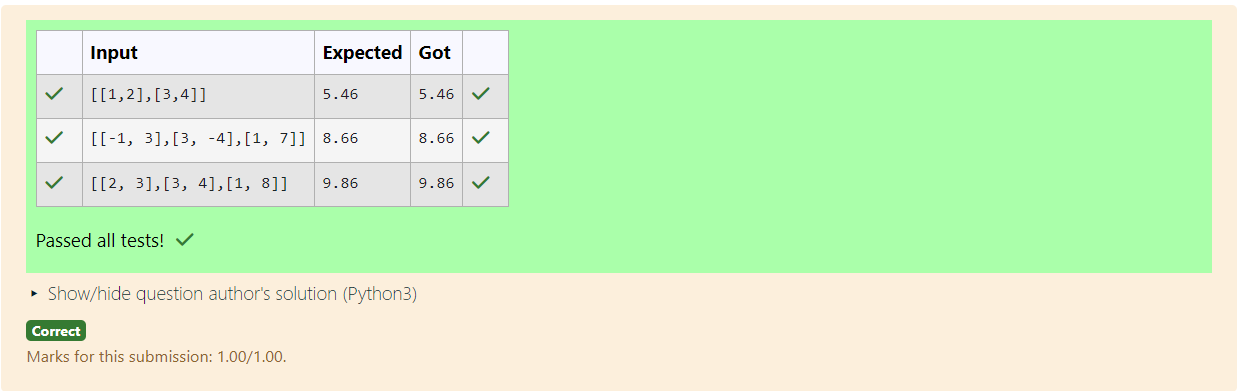 Input Expected Got
[[1,2],[3,4]] 5.46 5.46
[[-1, 3],[3, -4],[1, 7]] 8.66 8.66
[[2, 3],[3, 4],[1, 8]] 9.86 9.86
Passed all tests!
Show/hide question author's solution (Python3)
Correct
Marks for this submission: 1.00/1.00.